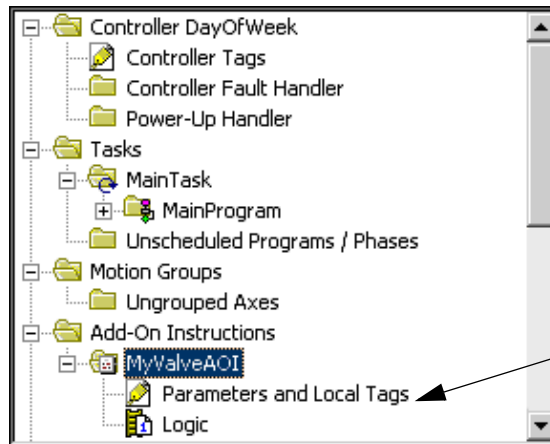 Controller DayOfWeek
Controller Tags
Controller Fault Handler
Power-Up Handler
Tasks
MainTask
MainProgram
Unscheduled Programs / Phases
Motion Groups
Ungrouped Axes
Add-On Instructions
MyValveAOI
Parameters and Local Tags
Logic